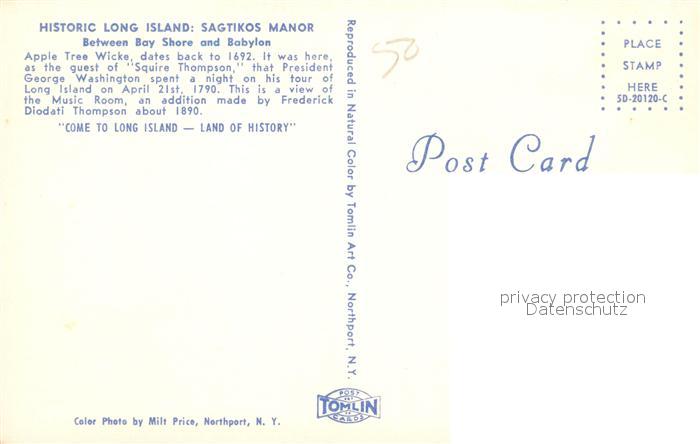 HISTORIC LONG ISLAND: SAGTIKOS MANOR
Between Bay Shore and Babylon
Apple Tree Wicke, dates back to 1692. It was here,
as the guest of "Squire Thompson," that President
George Washington spent a night on his tour of
Long Island on April 21st, 1790. This is a view of
the Music Room, an addition made by Frederick
Diodati Thompson about 1890.
"COME TO LONG ISLAND — LAND OF HISTORY"
Color Photo by Milt Price, Northport, N. Y.
Reproduced in Natural Color by Tomlin Art Co., Northport, N.Y.
POST
TOMLIN
CARDS
50
PLACE
STAMP
HERE
5D-20120-C
Post Card
privacy protection
Datenschutz